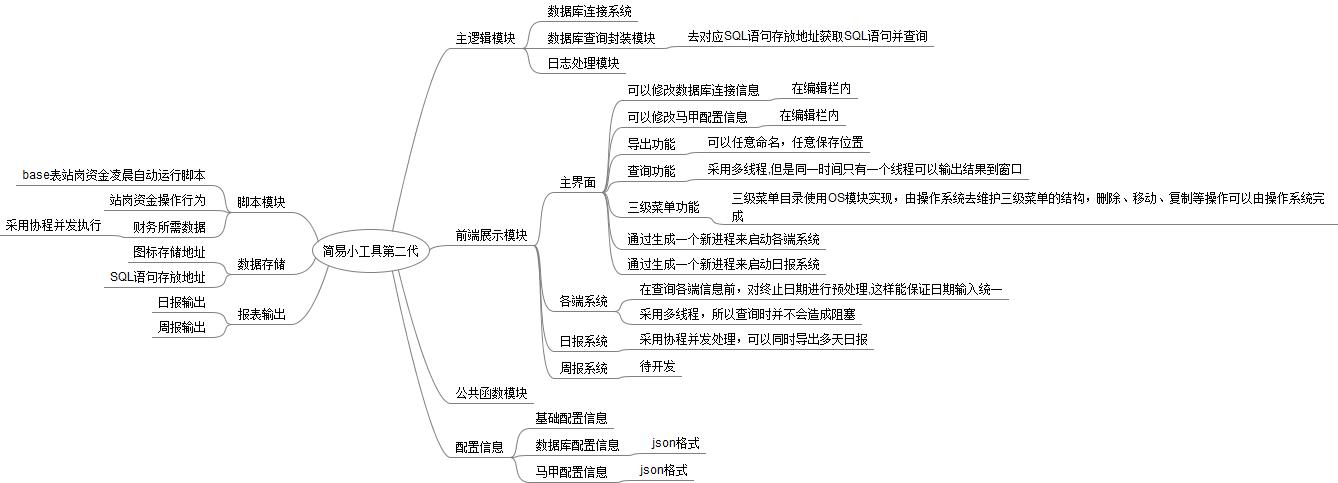 简易小工具第二代
主逻辑模块
数据库连接系统
数据库查询封装模块
去对应SQL语句存放地址获取SQL语句并查询
日志处理模块
前端展示模块
主界面
可以修改数据库连接信息
在编辑栏内
可以修改马甲配置信息
在编辑栏内
导出功能
可以任意命名，任意保存位置
查询功能
采用多线程,但是同一时间只有一个线程可以输出结果到窗口
三级菜单功能
三级菜单目录使用OS模块实现，由操作系统去维护三级菜单的结构，删除、移动、复制等操作可以由操作系统完
成
通过生成一个新进程来启动各端系统
通过生成一个新进程来启动日报系统
各端系统
在查询各端信息前，对终止日期进行预处理,这样能保证日期输入统一
采用多线程，所以查询时并不会造成阻塞
日报系统
采用协程并发处理，可以同时导出多天日报
周报系统
待开发
公共函数模块
配置信息
基础配置信息
数据库配置信息
json格式
马甲配置信息
json格式
脚本模块
base表站岗资金凌晨自动运行脚本
站岗资金操作行为
财务所需数据
采用协程并发执行
数据存储
图标存储地址
SQL语句存放地址
报表输出
日报输出
周报输出